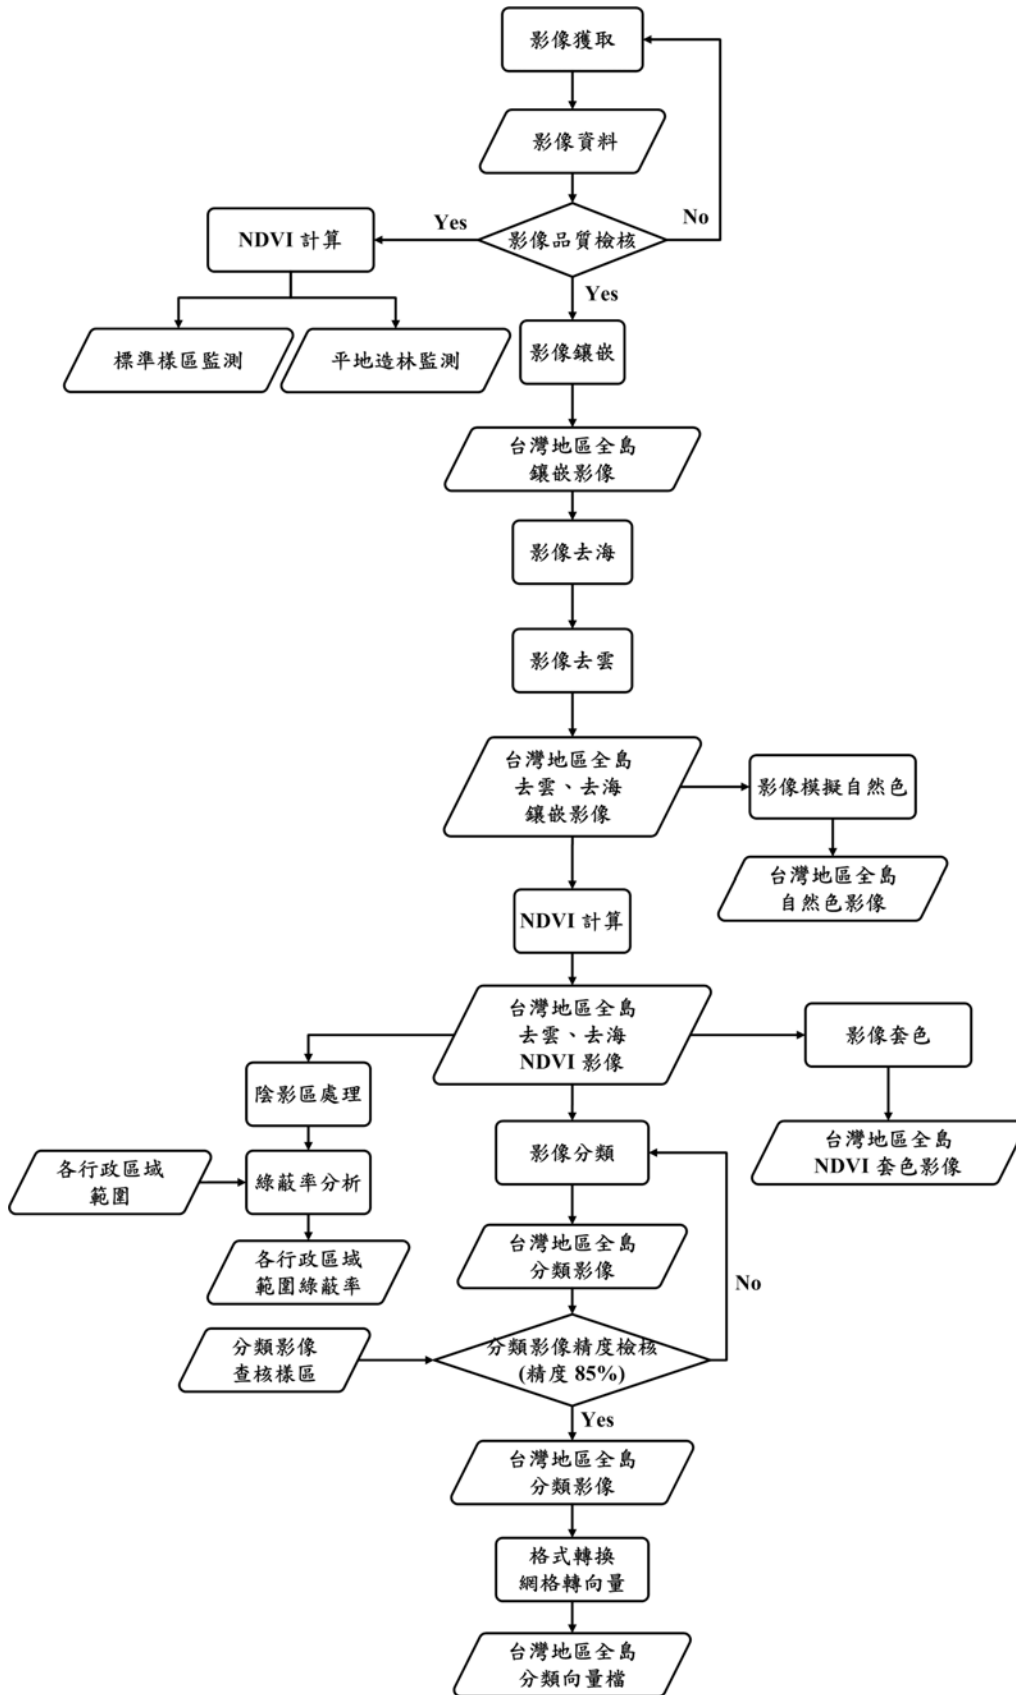 影像獲取
影像資料
Yes
No
NDVI 計算
影像品質檢核
Yes
標準樣區監測
平地造林監測
影像鑲嵌
台灣地區全島
鑲嵌影像
影像去海
影像去雲
台灣地區全島
去雲、去海
鑲嵌影像
影像模擬自然色
台灣地區全島
自然色影像
NDVI 計算
台灣地區全島
去雲、去海
NDVI 影像
影像套色
陰影區處理
台灣地區全島
NDVI 套色影像
影像分類
各行政區域
範圍
綠蔽率分析
台灣地區全島
分類影像
各行政區域
範圍綠蔽率
No
分類影像
查核樣區
分類影像精度檢核
(精度 85%)
Yes
台灣地區全島
分類影像
格式轉換
網格轉向量
台灣地區全島
分類向量檔